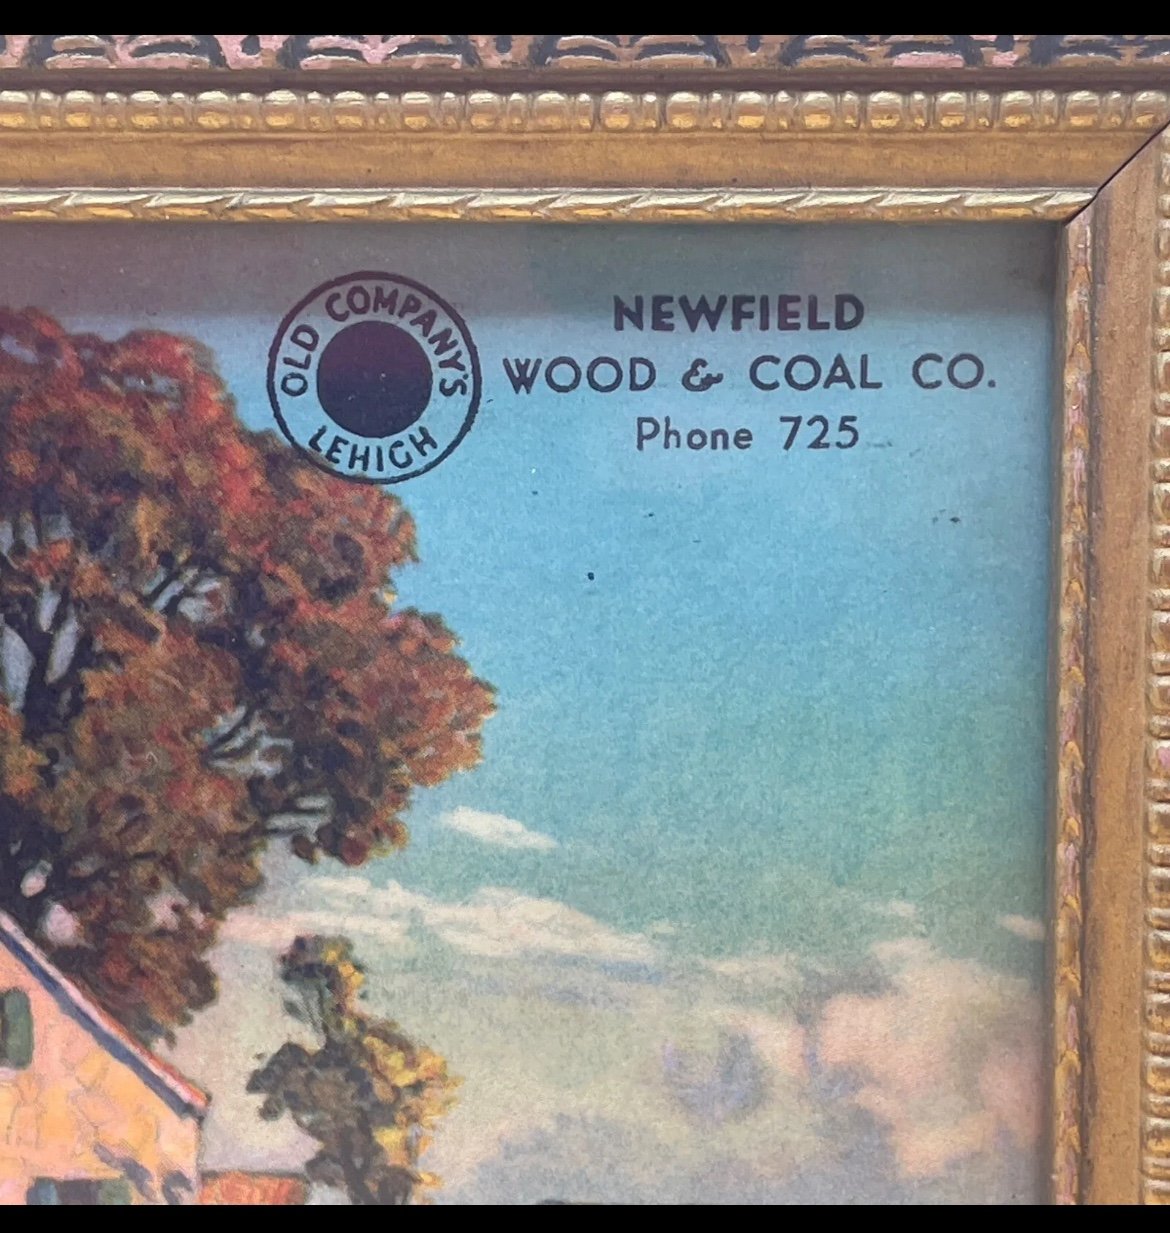 OLD COMPANY'S
LEHIGH
NEWFIELD
WOOD & COAL CO.
Phone 725